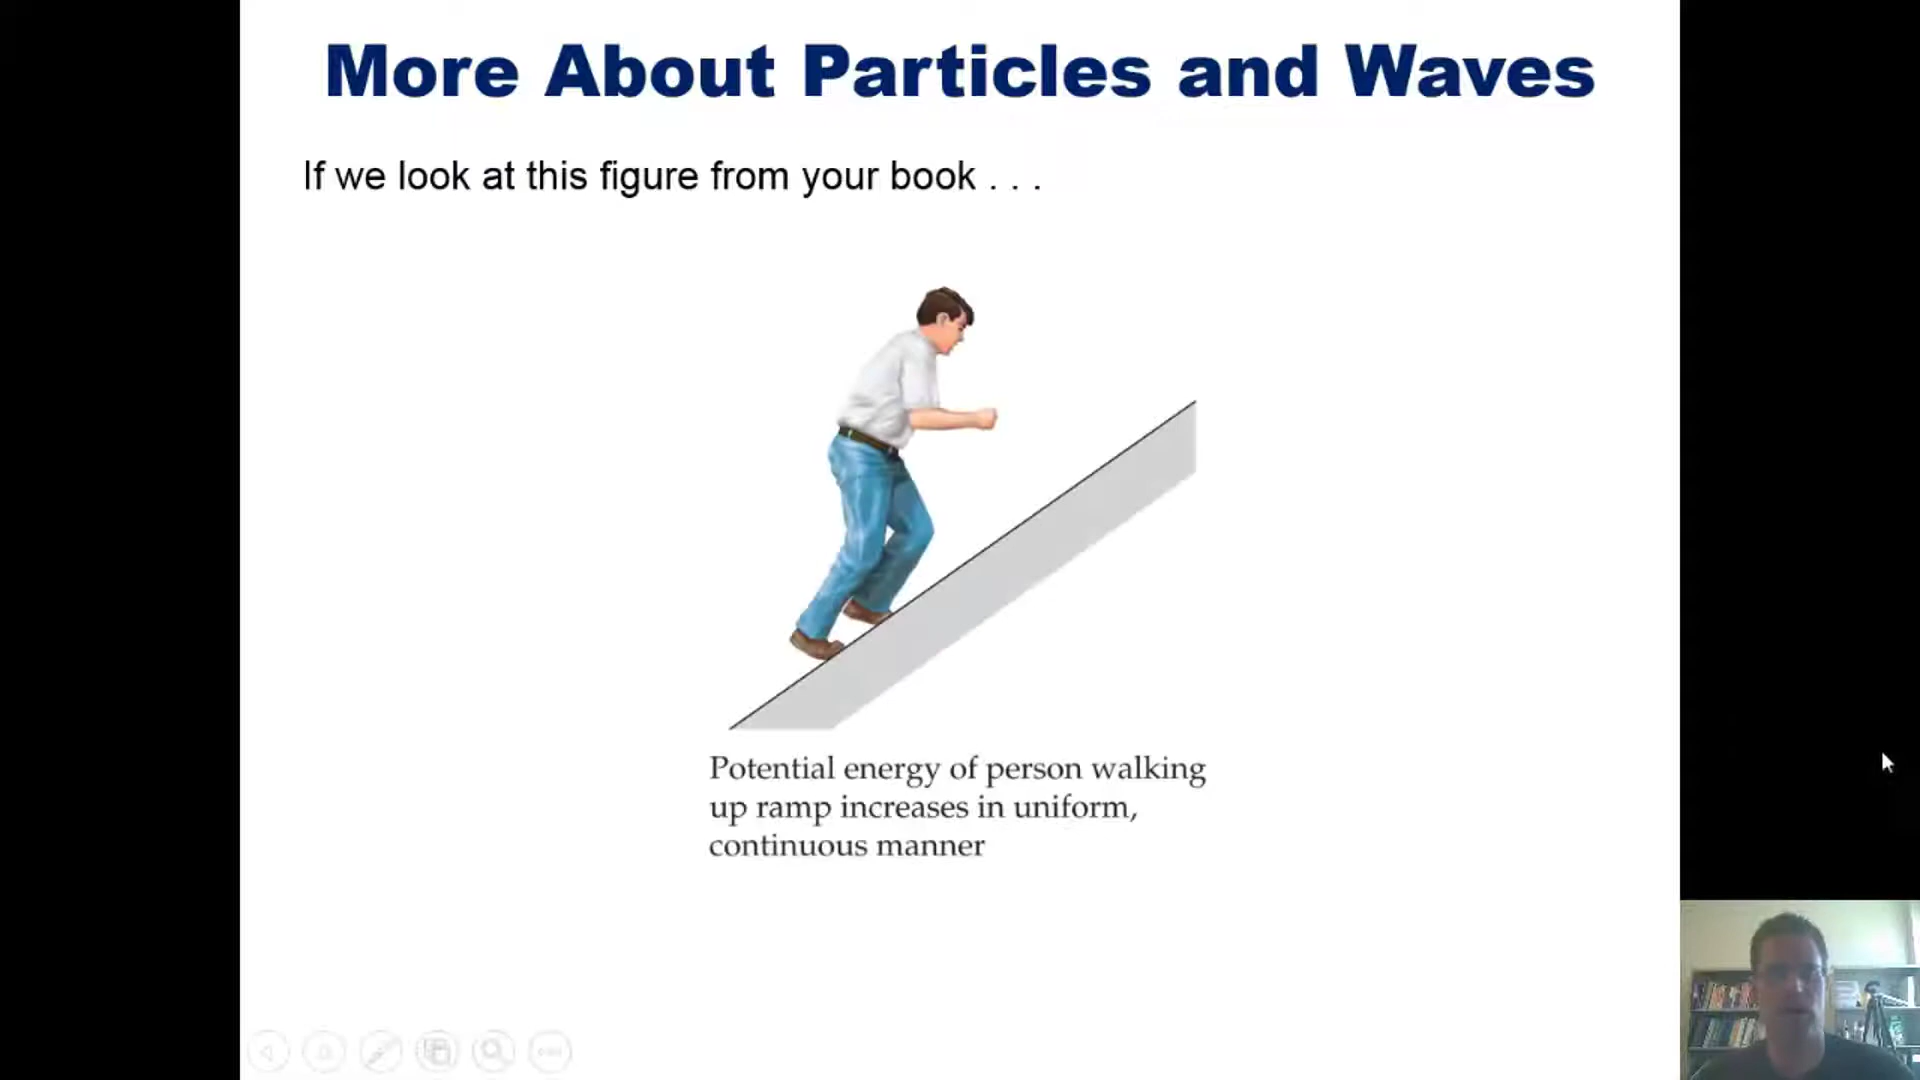 More About Particles and Waves
If we look at this figure from your book . . .
Potential energy of person walking
up ramp increases in uniform,
continuous manner